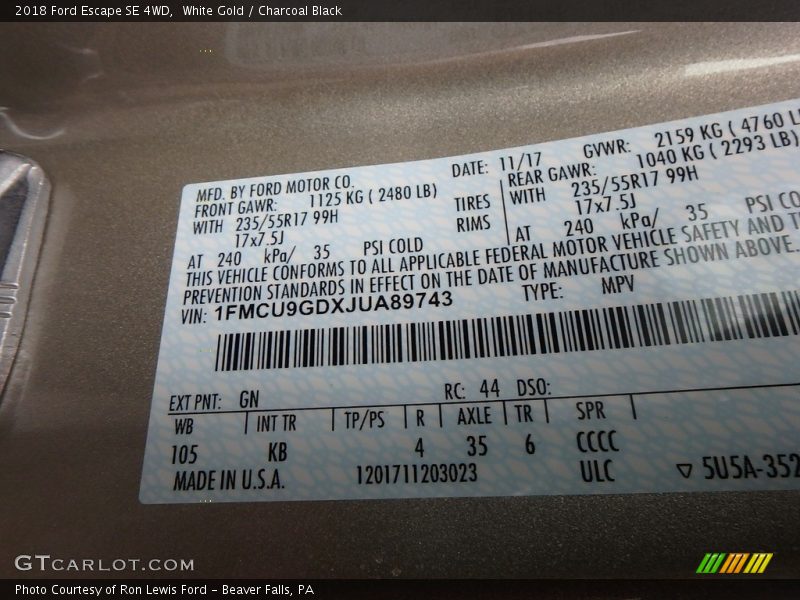 2018 Ford Escape SE 4WD, White Gold / Charcoal Black
MFD. BY FORD MOTOR CO. DATE: 11/17 GVWR: 2159 KG ( 4760
FRONT GAWR: 1125 KG ( 2480 LB) REAR GAWR: 1040 KG ( 2293 LB)
WITH 235/55R17 99H TIRES WITH 235/55R17 99H
17x7.5J RIMS 17x7.5J
AT 240 kPa/ 35 PSI COLD AT 240 kPa/ 35 PSI
THIS VEHICLE CONFORMS TO ALL APPLICABLE FEDERAL MOTOR VEHICLE SAFETY AND
PREVENTION STANDARDS IN EFFECT ON THE DATE OF MANUFACTURE SHOWN ABOVE.
VIN: 1FMCU9GDXJUA89743 TYPE: MPV
EXT PNT: GN RC: 44 DSO:
WB INT TR TP/PS R AXLE TR SPR
105 KB 4 35 6 CCCC
MADE IN U.S.A. 1201711203023 ULC 5U5A-352
GTCARLOT.COM
Photo Courtesy of Ron Lewis Ford - Beaver Falls, PA